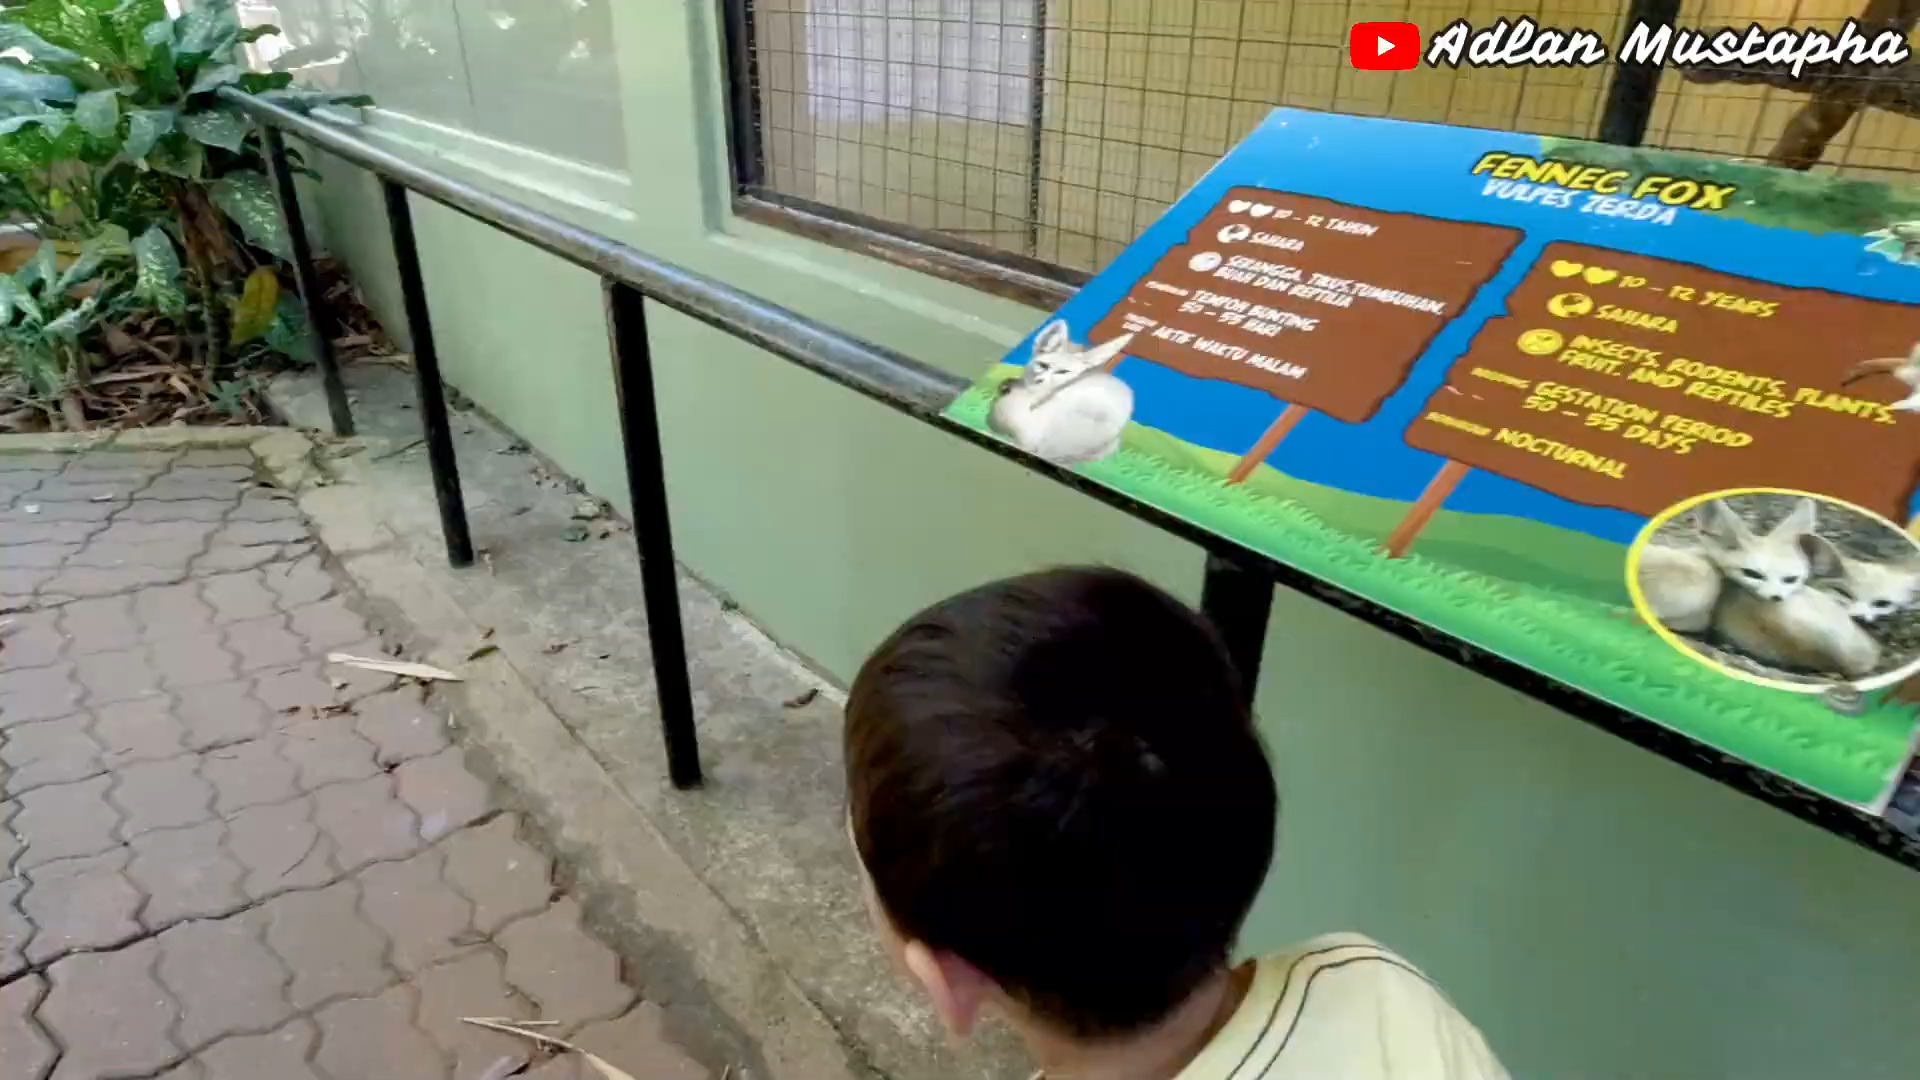 Adlan Mustapha
FENNEC FOX
VULPES ZERDA
10 - 12 TAHUN
SAHARA
SERANGGA, TIKUS, TUMBUHAN,
BUAH DAN REPTILIA
TEMPOH BUNTING
50 - 55 HARI
AKTIF WAKTU MALAM
10 - 12 YEARS
SAHARA
INSECTS, RODENTS, PLANTS,
FRUIT, AND REPTILES
GESTATION PERIOD
50 - 55 DAYS
NOCTURNAL